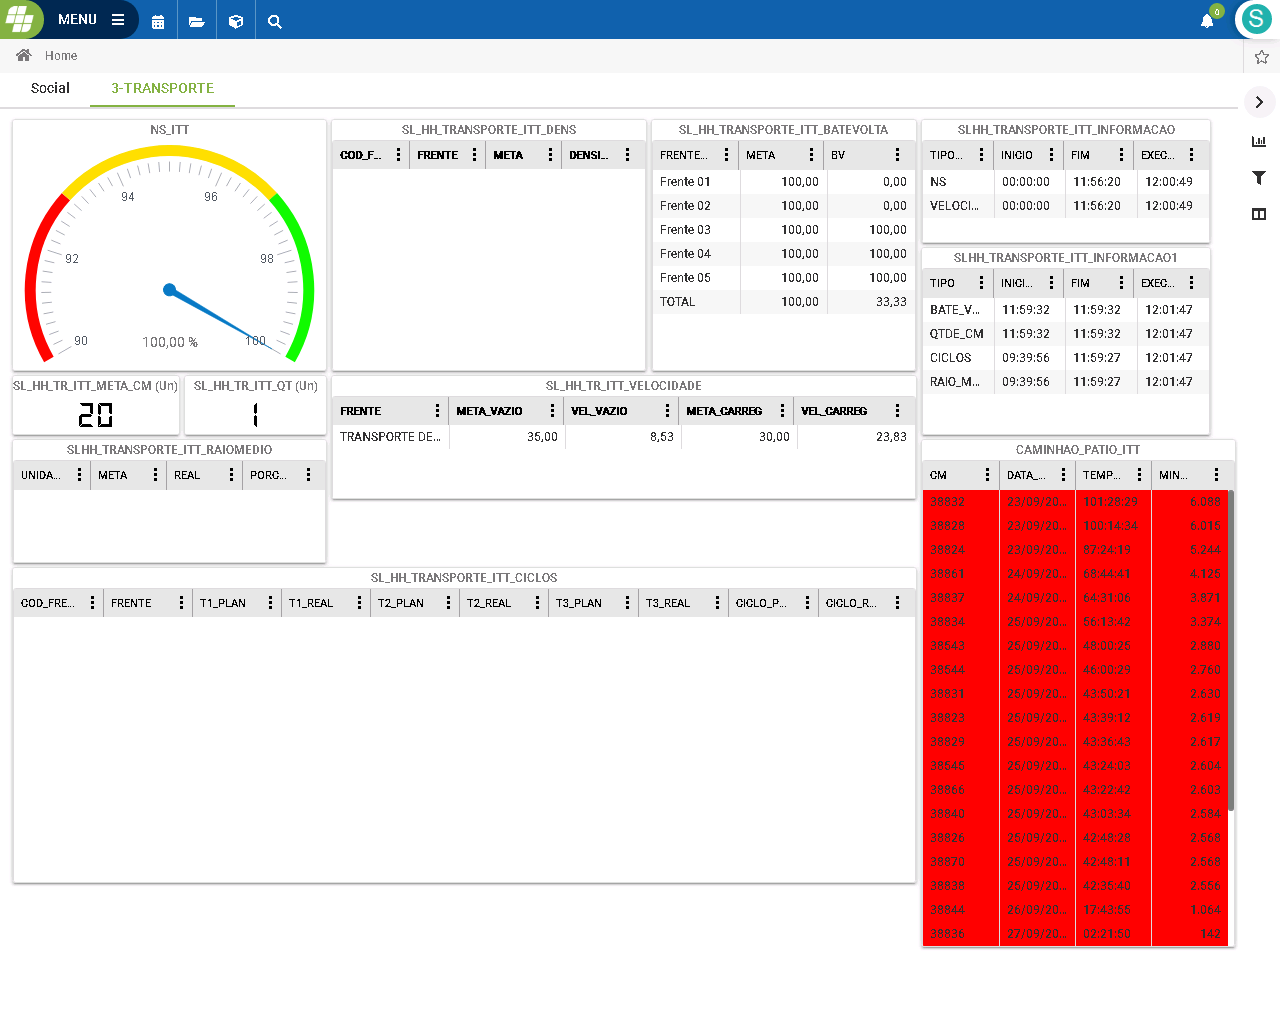 MENU
0
S
Home
Social
3-TRANSPORTE
NS_ITT
90
92
94
96
98
100
100,00 %
SL_HH_TRANSPORTE_ITT_DENS
COD_F... FRENTE META DENSI...
SL_HH_TRANSPORTE_ITT_BATEVOLTA
FRENTE... META BV
Frente 01 100,00 0,00
Frente 02 100,00 0,00
Frente 03 100,00 100,00
Frente 04 100,00 100,00
Frente 05 100,00 100,00
TOTAL 100,00 33,33
SLHH_TRANSPORTE_ITT_INFORMACAO
TIPO... INICIO FIM EXEC...
NS 00:00:00 11:56:20 12:00:49
VELOCI... 00:00:00 11:56:20 12:00:49
SLHH_TRANSPORTE_ITT_INFORMACAO1
TIPO INICI... FIM EXEC...
BATE_V... 11:59:32 11:59:32 12:01:47
QTDE_CM 11:59:32 11:59:32 12:01:47
CICLOS 09:39:56 11:59:27 12:01:47
RAIO_M... 09:39:56 11:59:27 12:01:47
SL_HH_TR_ITT_META_CM (Un)
20
SL_HH_TR_ITT_QT (Un)
1
SL_HH_TR_ITT_VELOCIDADE
FRENTE META_VAZIO VEL_VAZIO META_CARREG VEL_CARREG
TRANSPORTE DE... 35,00 8,53 30,00 23,83
SLHH_TRANSPORTE_ITT_RAIOMEDIO
UNIDA... META REAL PORC...
CAMINHAO_PATIO_ITT
CM DATA_... TEMP... MIN...
38832 23/09/20... 101:28:29 6.088
38828 23/09/20... 100:14:34 6.015
38824 23/09/20... 87:24:19 5.244
38861 24/09/20... 68:44:41 4.125
38837 24/09/20... 64:31:06 3.871
38834 25/09/20... 56:13:42 3.374
38543 25/09/20... 48:00:25 2.880
38544 25/09/20... 46:00:29 2.760
38831 25/09/20... 43:50:21 2.630
38823 25/09/20... 43:39:12 2.619
38829 25/09/20... 43:36:43 2.617
38545 25/09/20... 43:24:03 2.604
38866 25/09/20... 43:22:42 2.603
38840 25/09/20... 43:03:34 2.584
38826 25/09/20... 42:48:28 2.568
38870 25/09/20... 42:48:11 2.568
38838 25/09/20... 42:35:40 2.556
38844 26/09/20... 17:43:55 1.064
38836 27/09/20... 02:21:50 142
SL_HH_TRANSPORTE_ITT_CICLOS
COD_FRE... FRENTE T1_PLAN T1_REAL T2_PLAN T2_REAL T3_PLAN T3_REAL CICLO_P... CICLO_R...